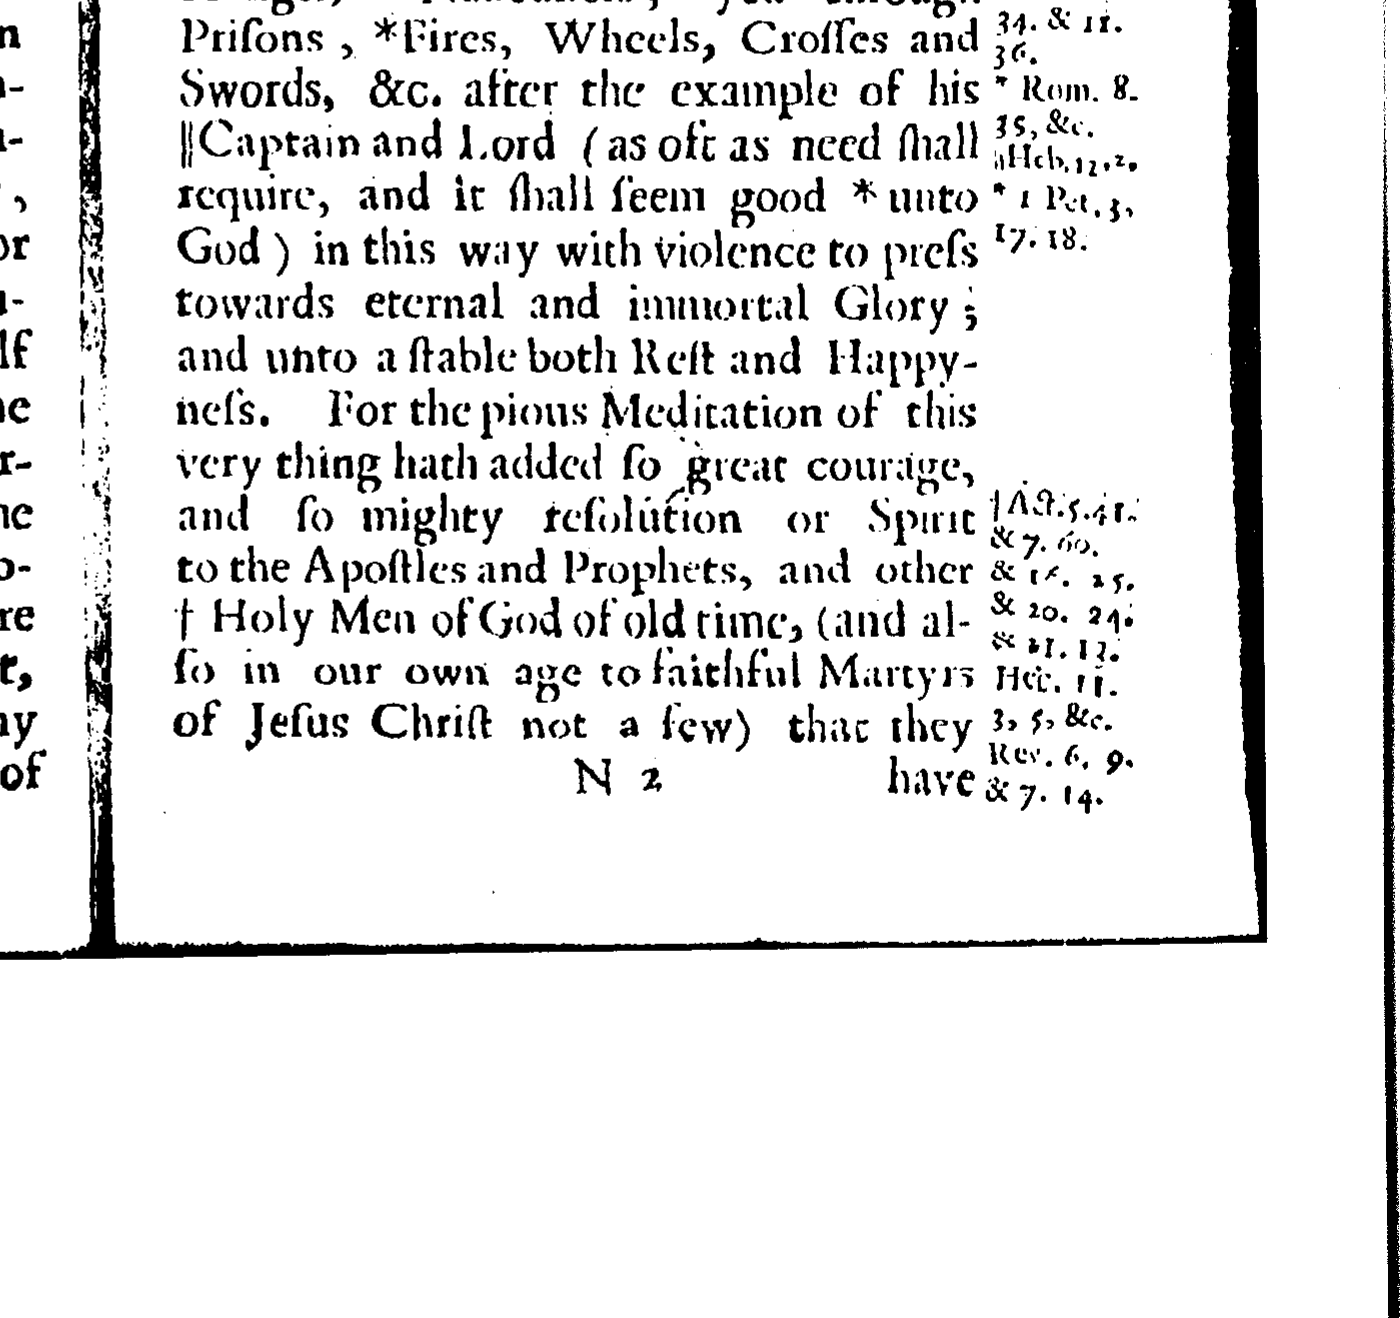 Priſons, *Fires, Wheels, Croſſes and
Swords, &c. after the example of his
‖Captain and Lord (as oft as need ſhall
require, and it ſhall ſeem good * unto
God) in this way with violence to preſs
towards eternal and immortal Glory;
and unto a ſtable both Reſt and Happy-
neſs. For the pious Meditation of this
very thing hath added ſo great courage,
and ſo mighty reſolution or Spirit
to the Apoſtles and Prophets, and other
† Holy Men of God of old time, (and al-
ſo in our own age to faithful Martyrs
of Jeſus Chriſt not a few) that they
N 2
have
34. & 11.
36.
* Rom. 8.
35, &c.
‖Heb. 12. 2.
* 1 Pet. 3,
17. 18.
†Act. 5. 41.
& 7. 60.
& 20. 24.
Heb. 11.
3, 5, &c.
Rev. 6. 9.
& 7. 14.